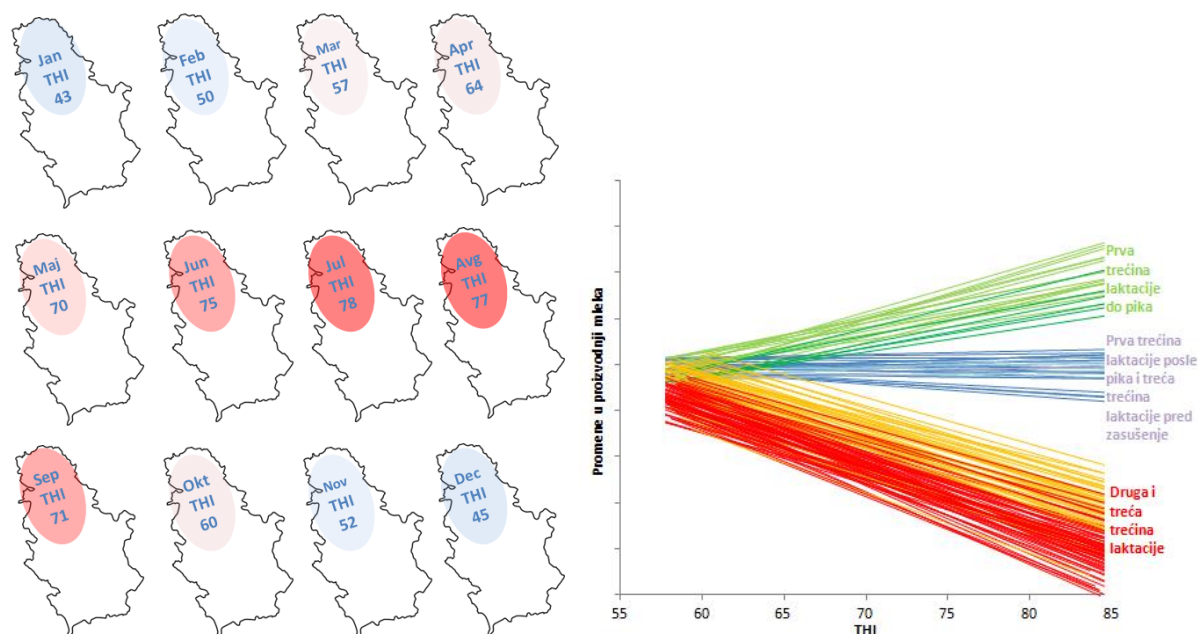 Jan
THI
43
Feb
THI
50
Mar
THI
57
Apr
THI
64
Maj
THI
70
Jun
THI
75
Jul
THI
78
Avg
THI
77
Sep
THI
71
Okt
THI
60
Nov
THI
52
Dec
THI
45
Promene u proizvodnji mleka
Prva
trećina
laktacije
do pika
Prva trećina
laktacije posle
pika i treća
trećina
laktacije pred
zasušenje
Druga i
treća
trećina
laktacije
55 60 65 70 75 80 85
THI